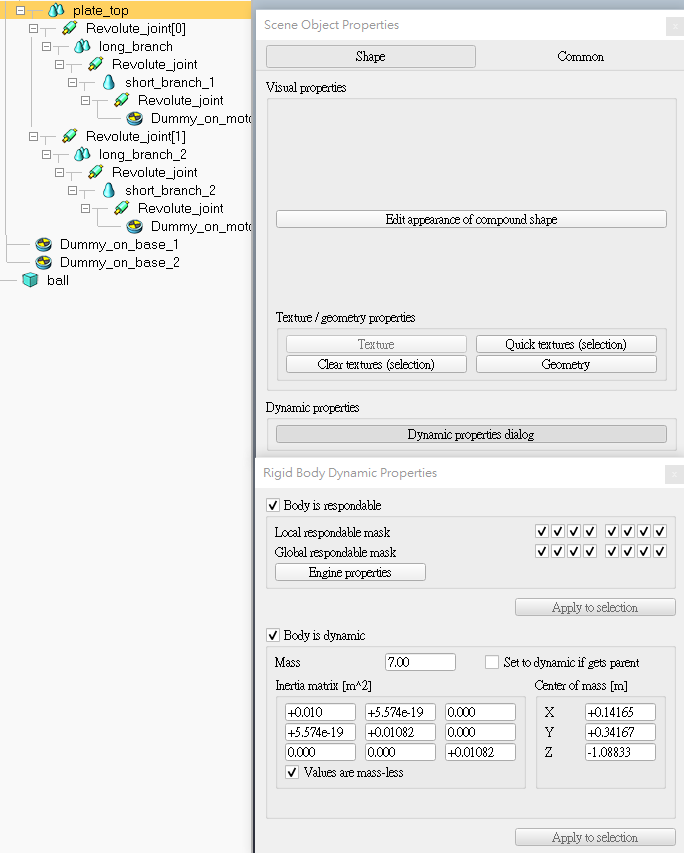 plate_top
Revolute_joint[0]
long_branch
Revolute_joint
short_branch_1
Revolute_joint
Dummy_on_moto
Revolute_joint[1]
long_branch_2
Revolute_joint
short_branch_2
Revolute_joint
Dummy_on_moto
Dummy_on_base_1
Dummy_on_base_2
ball
Scene Object Properties
x
Shape Common
Visual properties
Edit appearance of compound shape
Texture / geometry properties
Texture Quick textures (selection)
Clear textures (selection) Geometry
Dynamic properties
Dynamic properties dialog
Rigid Body Dynamic Properties
x
Body is respondable
Local respondable mask
Global respondable mask
Engine properties
Apply to selection
Body is dynamic
Mass 7.00 Set to dynamic if gets parent
Inertia matrix [m^2] Center of mass [m]
+0.010 +5.574e-19 0.000 X +0.14165
+5.574e-19 +0.01082 0.000 Y +0.34167
0.000 0.000 +0.01082 Z -1.08833
Values are mass-less
Apply to selection